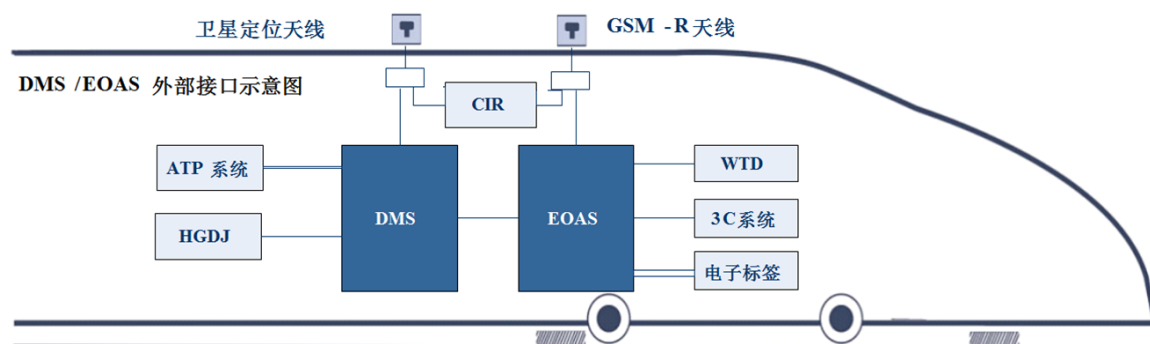 卫星定位天线
GSM -R天线
DMS /EOAS 外部接口示意图
CIR
ATP 系统
WTD
DMS
EOAS
3C系统
HGDJ
电子标签